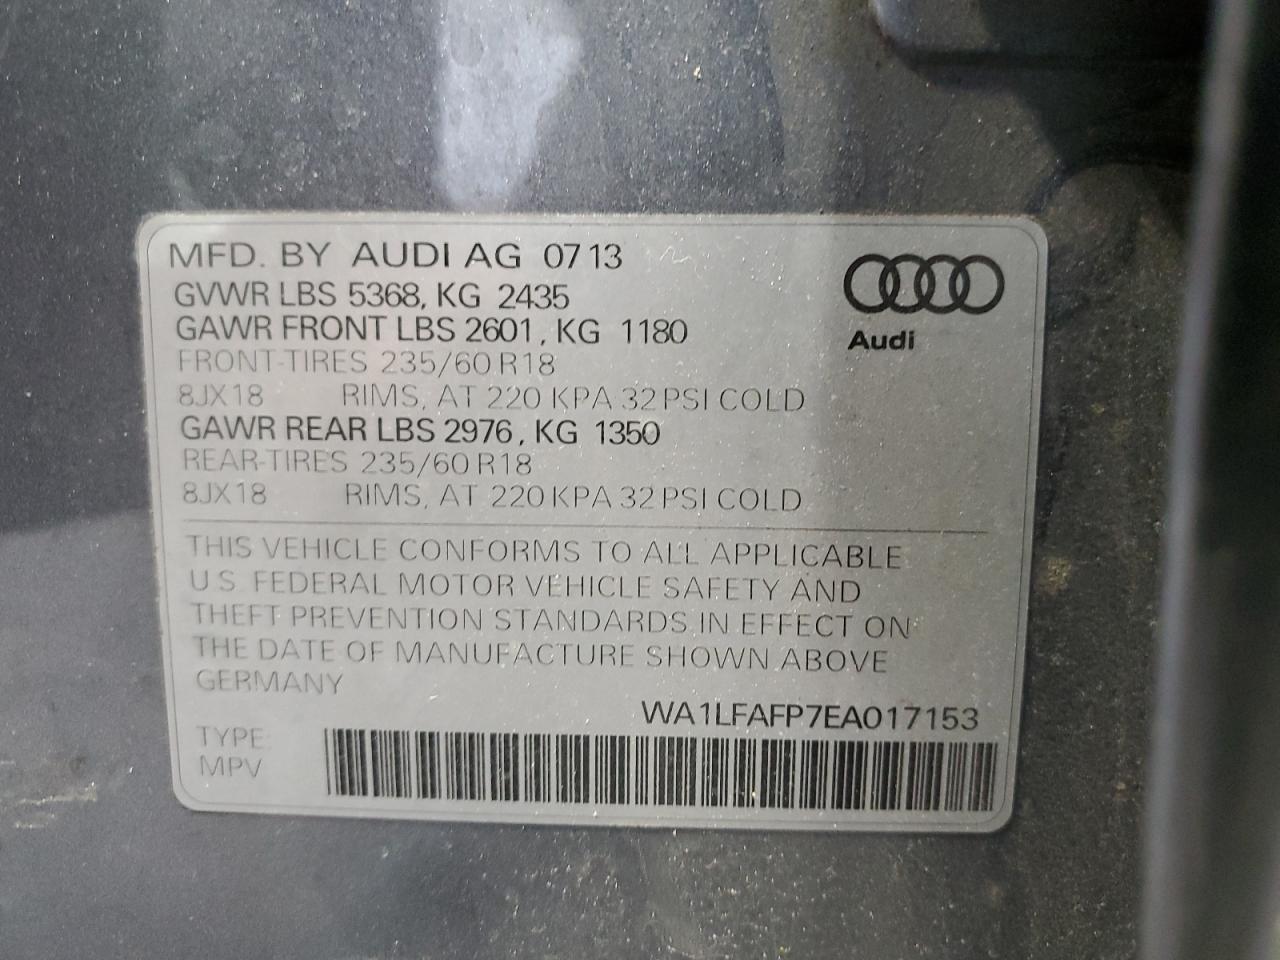 MFD. BY AUDI AG 0713
GVWR LBS 5368, KG 2435
GAWR FRONT LBS 2601, KG 1180
FRONT-TIRES 235/60 R18
8JX18 RIMS, AT 220 KPA 32 PSI COLD
GAWR REAR LBS 2976, KG 1350
REAR-TIRES 235/60 R18
8JX18 RIMS, AT 220 KPA 32 PSI COLD
Audi
THIS VEHICLE CONFORMS TO ALL APPLICABLE
U.S. FEDERAL MOTOR VEHICLE SAFETY AND
THEFT PREVENTION STANDARDS IN EFFECT ON
THE DATE OF MANUFACTURE SHOWN ABOVE
GERMANY
WA1LFAFP7EA017153
TYPE:
MPV